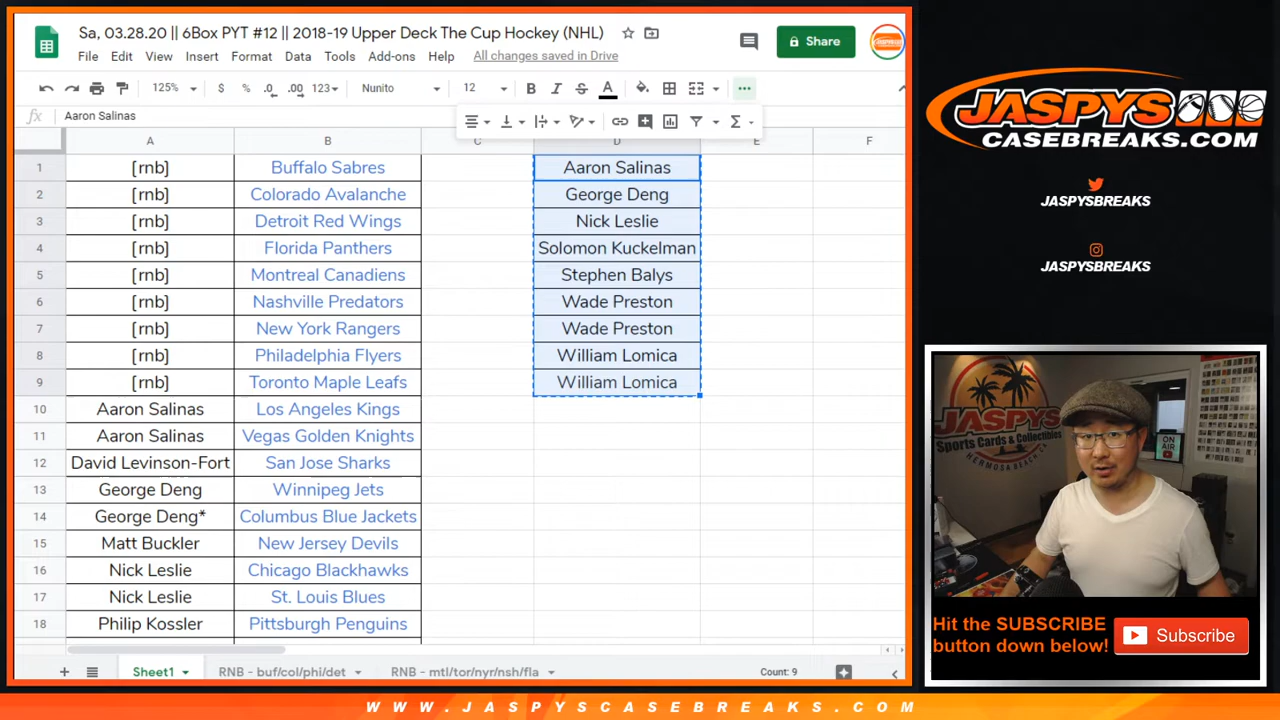 Sa, 03.28.20 || 6Box PYT #12 || 2018-19 Upper Deck The Cup Hockey (NHL)
File Edit View Insert Format Data Tools Add-ons Help All changes saved in Drive
Share
125% $ % .0 .00 123 Nunito 12 B I S A
fx Aaron Salinas
A B C D E F
1 [rnb] Buffalo Sabres Aaron Salinas
2 [rnb] Colorado Avalanche George Deng
3 [rnb] Detroit Red Wings Nick Leslie
4 [rnb] Florida Panthers Solomon Kuckelman
5 [rnb] Montreal Canadiens Stephen Balys
6 [rnb] Nashville Predators Wade Preston
7 [rnb] New York Rangers Wade Preston
8 [rnb] Philadelphia Flyers William Lomica
9 [rnb] Toronto Maple Leafs William Lomica
10 Aaron Salinas Los Angeles Kings
11 Aaron Salinas Vegas Golden Knights
12 David Levinson-Fort San Jose Sharks
13 George Deng Winnipeg Jets
14 George Deng* Columbus Blue Jackets
15 Matt Buckler New Jersey Devils
16 Nick Leslie Chicago Blackhawks
17 Nick Leslie St. Louis Blues
18 Philip Kossler Pittsburgh Penguins
Sheet1 RNB - buf/col/phi/det RNB - mtl/tor/nyr/nsh/fla Count: 9
JASPYS
CASEBREAKS.COM
JASPYSBREAKS
JASPYSBREAKS
JASPYS
Sports Cards & Collectibles
HERMOSA BEACH, CA
ON AIR
Hit the SUBSCRIBE
button down below!
Subscribe
WWW.JASPYSCASEBREAKS.COM